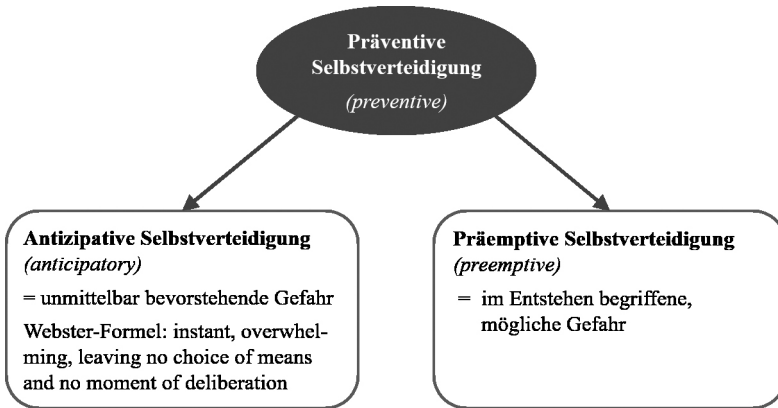 Präventive
Selbstverteidigung
(preventive)
Antizipative Selbstverteidigung
(anticipatory)
= unmittelbar bevorstehende Gefahr
Webster-Formel: instant, overwhel-
ming, leaving no choice of means
and no moment of deliberation
Präemptive Selbstverteidigung
(preemptive)
= im Entstehen begriffene,
mögliche Gefahr